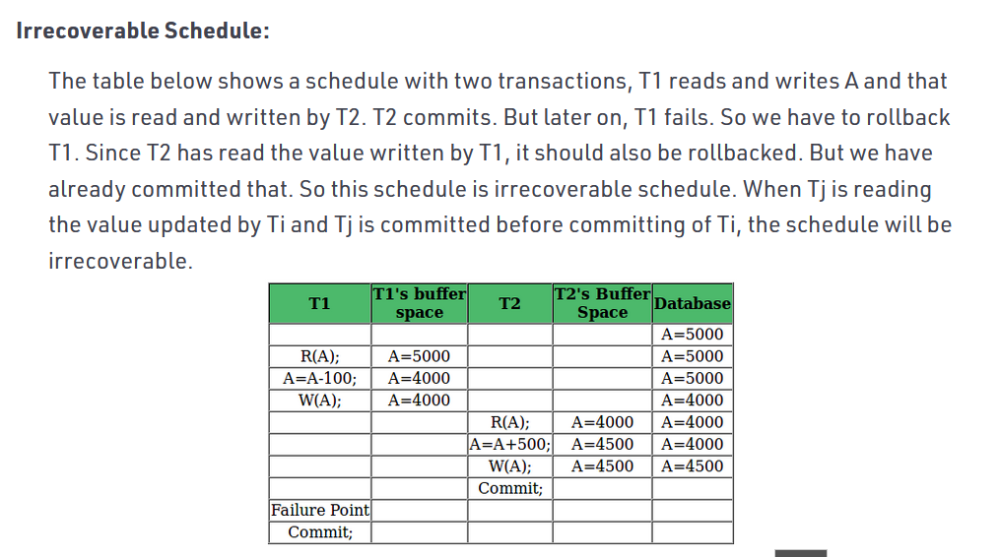 Irrecoverable Schedule:
The table below shows a schedule with two transactions, T1 reads and writes A and that
value is read and written by T2. T2 commits. But later on, T1 fails. So we have to rollback
T1. Since T2 has read the value written by T1, it should also be rollbacked. But we have
already committed that. So this schedule is irrecoverable schedule. When Tj is reading
the value updated by Ti and Tj is committed before committing of Ti, the schedule will be
irrecoverable.
T1 T1's buffer space T2 T2's Buffer Space Database
A=5000
R(A); A=5000 A=5000
A=A-100; A=4000 A=5000
W(A); A=4000 A=4000
R(A); A=4000 A=4000
A=A+500; A=4500 A=4000
W(A); A=4500 A=4500
Commit;
Failure Point
Commit;